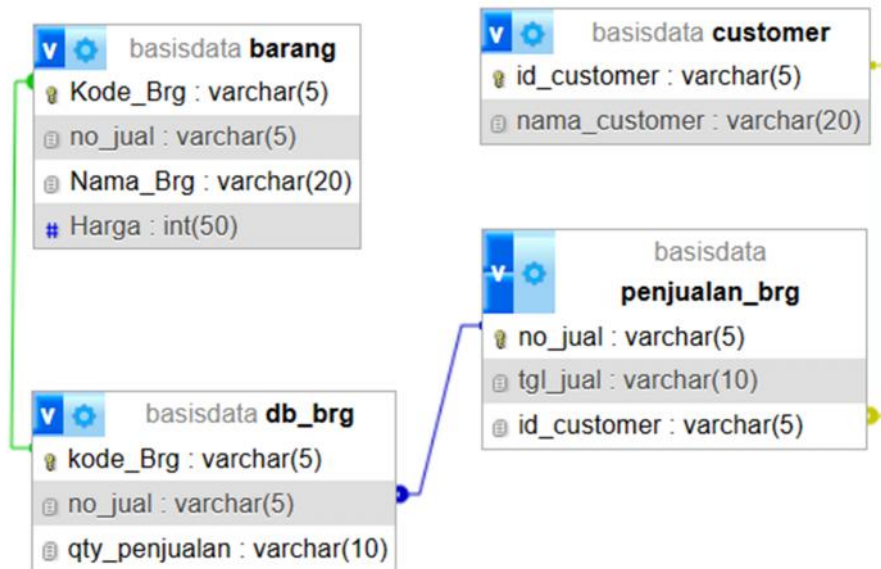 basisdata barang
Kode_Brg : varchar(5)
no_jual : varchar(5)
Nama_Brg : varchar(20)
# Harga : int(50)
basisdata customer
id_customer : varchar(5)
nama_customer : varchar(20)
basisdata
penjualan_brg
no_jual : varchar(5)
tgl_jual : varchar(10)
id_customer : varchar(5)
basisdata db_brg
kode_Brg : varchar(5)
no_jual : varchar(5)
qty_penjualan : varchar(10)